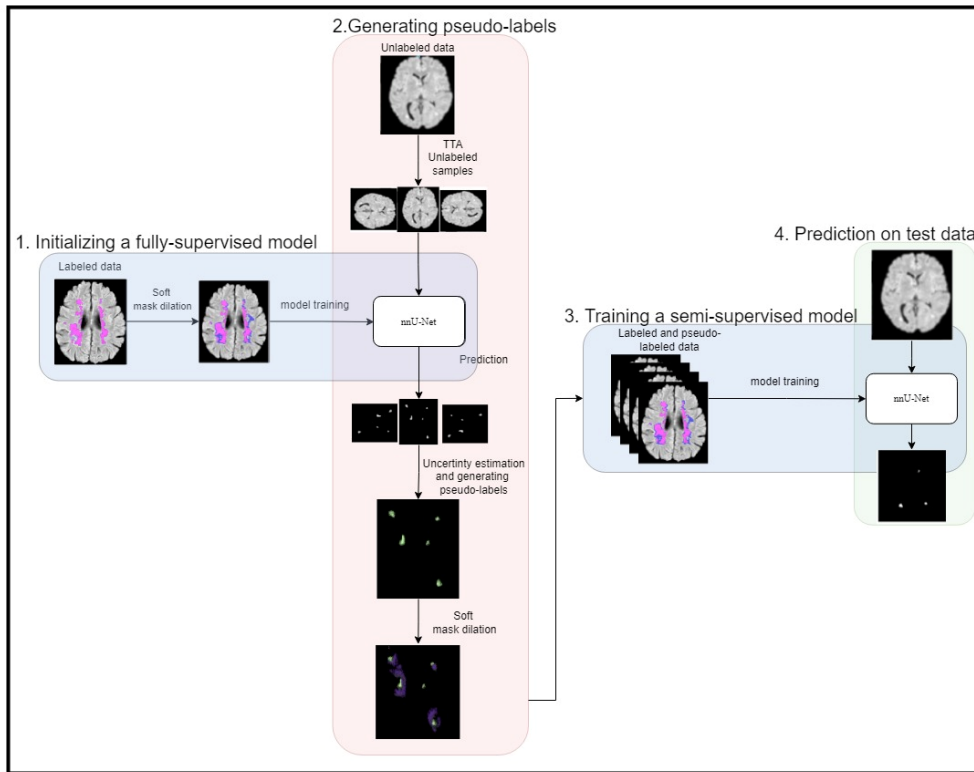 2.Generating pseudo-labels
Unlabeled data
TTA
Unlabeled
samples
1. Initializing a fully-supervised model
Labeled data
Soft
mask dilation
model training
nnU-Net
Prediction
Uncertinty estimation
and generating
pseudo-labels
Soft
mask dilation
3. Training a semi-supervised model
Labeled and pseudo-
labeled data
model training
4. Prediction on test data
nnU-Net